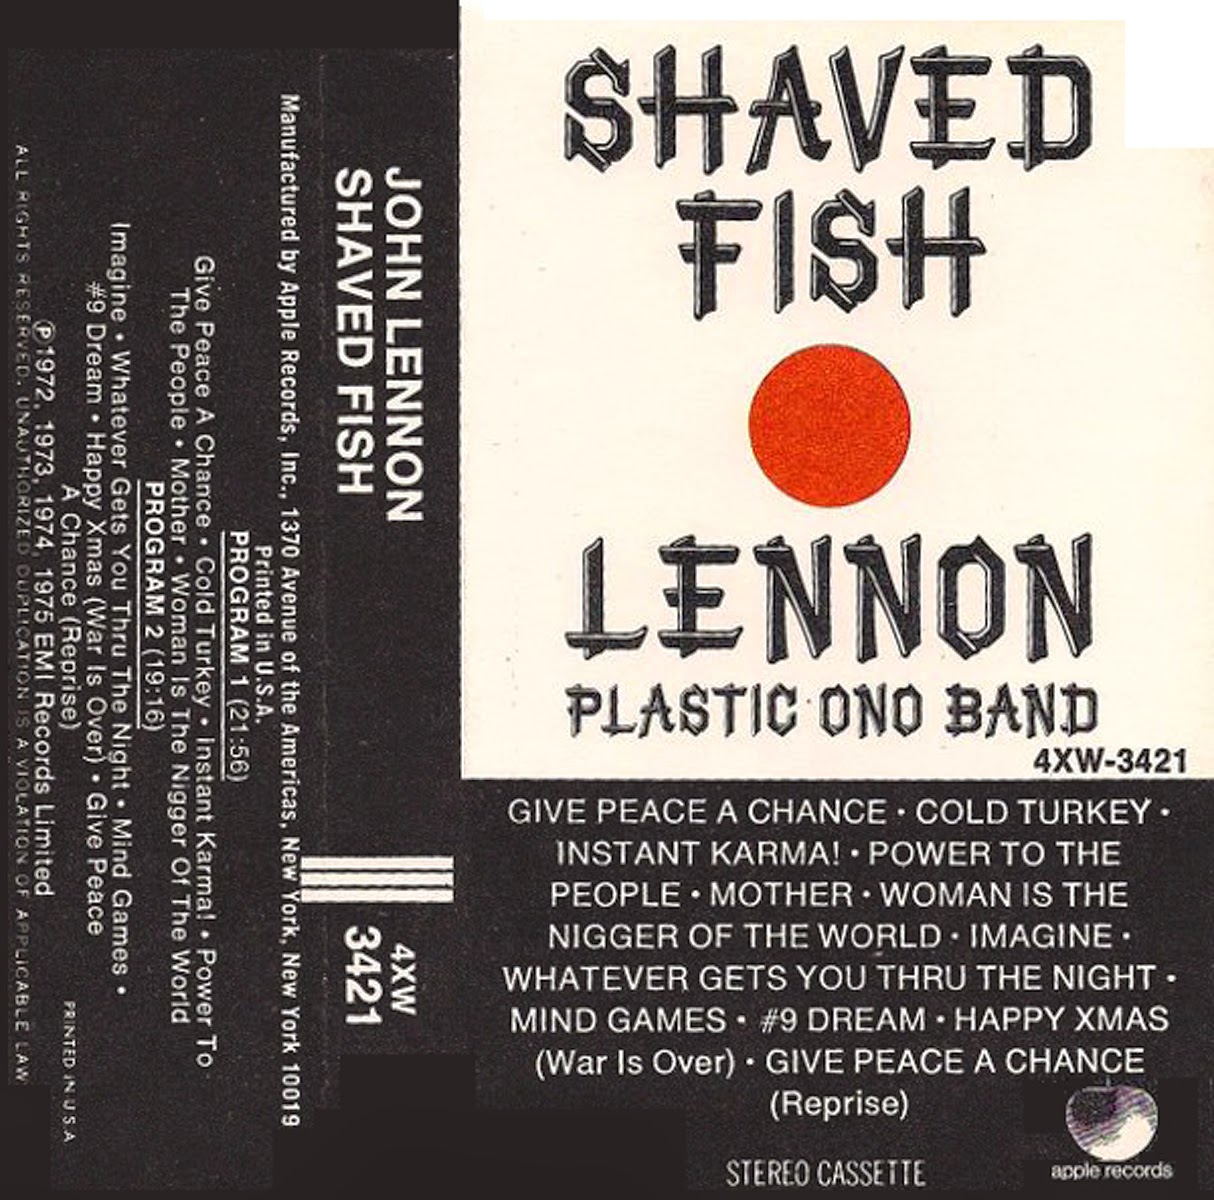 SHAVED
FISH
LENNON
PLASTIC ONO BAND
4XW-3421
GIVE PEACE A CHANCE • COLD TURKEY •
INSTANT KARMA! • POWER TO THE
PEOPLE • MOTHER • WOMAN IS THE
NIGGER OF THE WORLD • IMAGINE •
WHATEVER GETS YOU THRU THE NIGHT •
MIND GAMES • #9 DREAM • HAPPY XMAS
(War Is Over) • GIVE PEACE A CHANCE
(Reprise)
apple records
STEREO CASSETTE
JOHN LENNON
SHAVED FISH
4XW
3421
Manufactured by Apple Records, Inc., 1370 Avenue of the Americas, New York, New York 10019
Printed in U.S.A.
PROGRAM 1 (21:56)
Give Peace A Chance • Cold Turkey • Instant Karma! • Power To
The People • Mother • Woman Is The Nigger Of The World
PROGRAM 2 (19:16)
Imagine • Whatever Gets You Thru The Night • Mind Games •
#9 Dream • Happy Xmas (War Is Over) • Give Peace
A Chance (Reprise)
℗1972, 1973, 1974, 1975 EMI Records Limited
PRINTED IN U.S.A
ALL RIGHTS RESERVED. UNAUTHORIZED DUPLICATION IS A VIOLATION OF APPLICABLE LAW